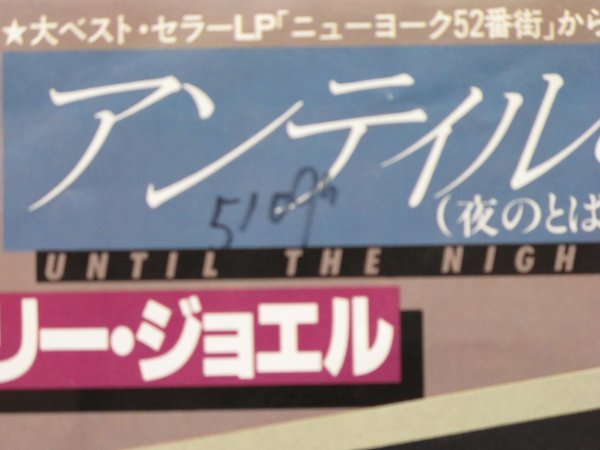 ★大ベスト・セラーLP「ニューヨーク52番街」から
アンティル
(夜のとば
UNTIL THE NIGH
リー・ジョエル